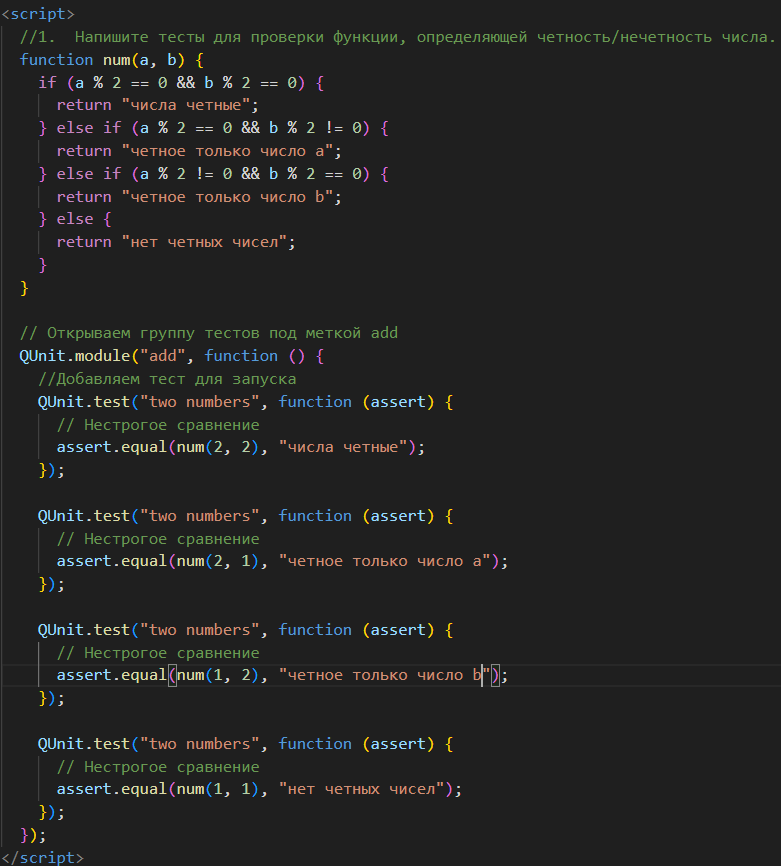 <script>
//1.  Напишите тесты для проверки функции, определяющей четность/нечетность числа.
function num(a, b) {
if (a % 2 == 0 && b % 2 == 0) {
return "числа четные";
} else if (a % 2 == 0 && b % 2 != 0) {
return "четное только число a";
} else if (a % 2 != 0 && b % 2 == 0) {
return "четное только число b";
} else {
return "нет четных чисел";
}
}
// Открываем группу тестов под меткой add
QUnit.module("add", function () {
//Добавляем тест для запуска
QUnit.test("two numbers", function (assert) {
// Нестрогое сравнение
assert.equal(num(2, 2), "числа четные");
});
QUnit.test("two numbers", function (assert) {
// Нестрогое сравнение
assert.equal(num(2, 1), "четное только число a");
});
QUnit.test("two numbers", function (assert) {
// Нестрогое сравнение
assert.equal(num(1, 2), "четное только число b");
});
QUnit.test("two numbers", function (assert) {
// Нестрогое сравнение
assert.equal(num(1, 1), "нет четных чисел");
});
});
</script>